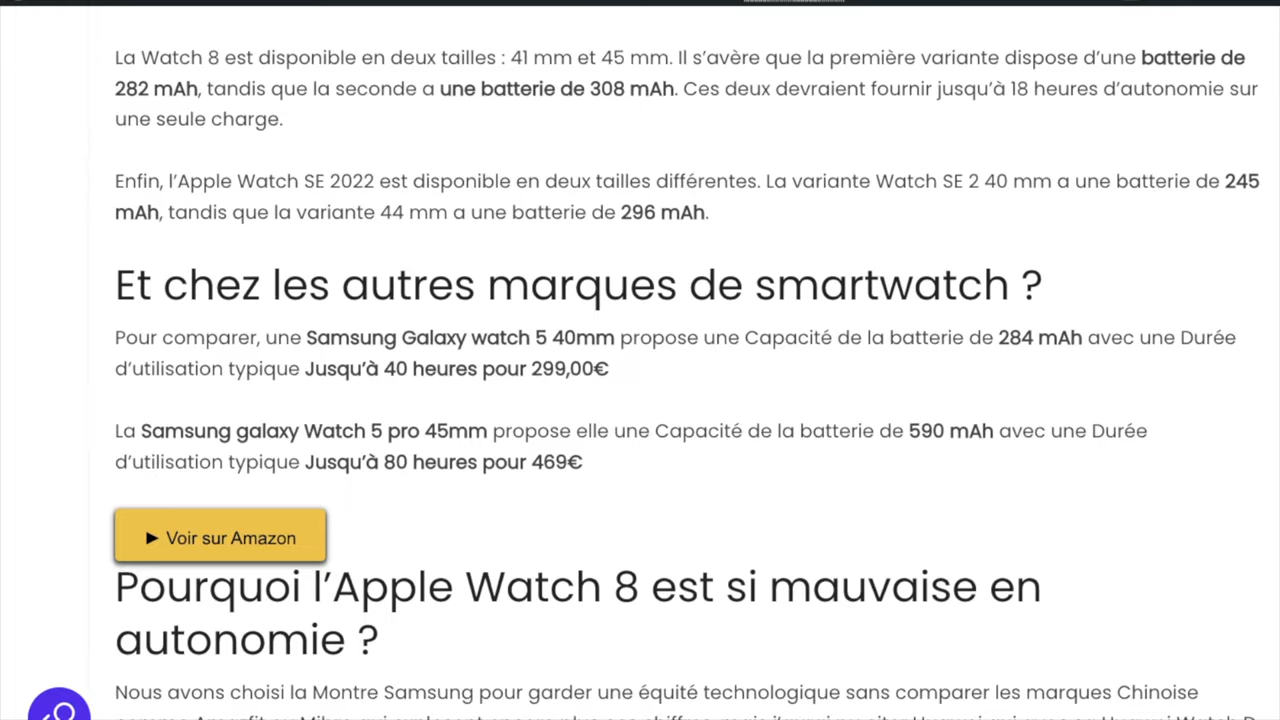 La Watch 8 est disponible en deux tailles : 41 mm et 45 mm. Il s’avère que la première variante dispose d’une batterie de
282 mAh, tandis que la seconde a une batterie de 308 mAh. Ces deux devraient fournir jusqu’à 18 heures d’autonomie sur
une seule charge.
Enfin, l’Apple Watch SE 2022 est disponible en deux tailles différentes. La variante Watch SE 2 40 mm a une batterie de 245
mAh, tandis que la variante 44 mm a une batterie de 296 mAh.
Et chez les autres marques de smartwatch ?
Pour comparer, une Samsung Galaxy watch 5 40mm propose une Capacité de la batterie de 284 mAh avec une Durée
d’utilisation typique Jusqu’à 40 heures pour 299,00€
La Samsung galaxy Watch 5 pro 45mm propose elle une Capacité de la batterie de 590 mAh avec une Durée
d’utilisation typique Jusqu’à 80 heures pour 469€
► Voir sur Amazon
Pourquoi l’Apple Watch 8 est si mauvaise en
autonomie ?
Nous avons choisi la Montre Samsung pour garder une équité technologique sans comparer les marques Chinoise